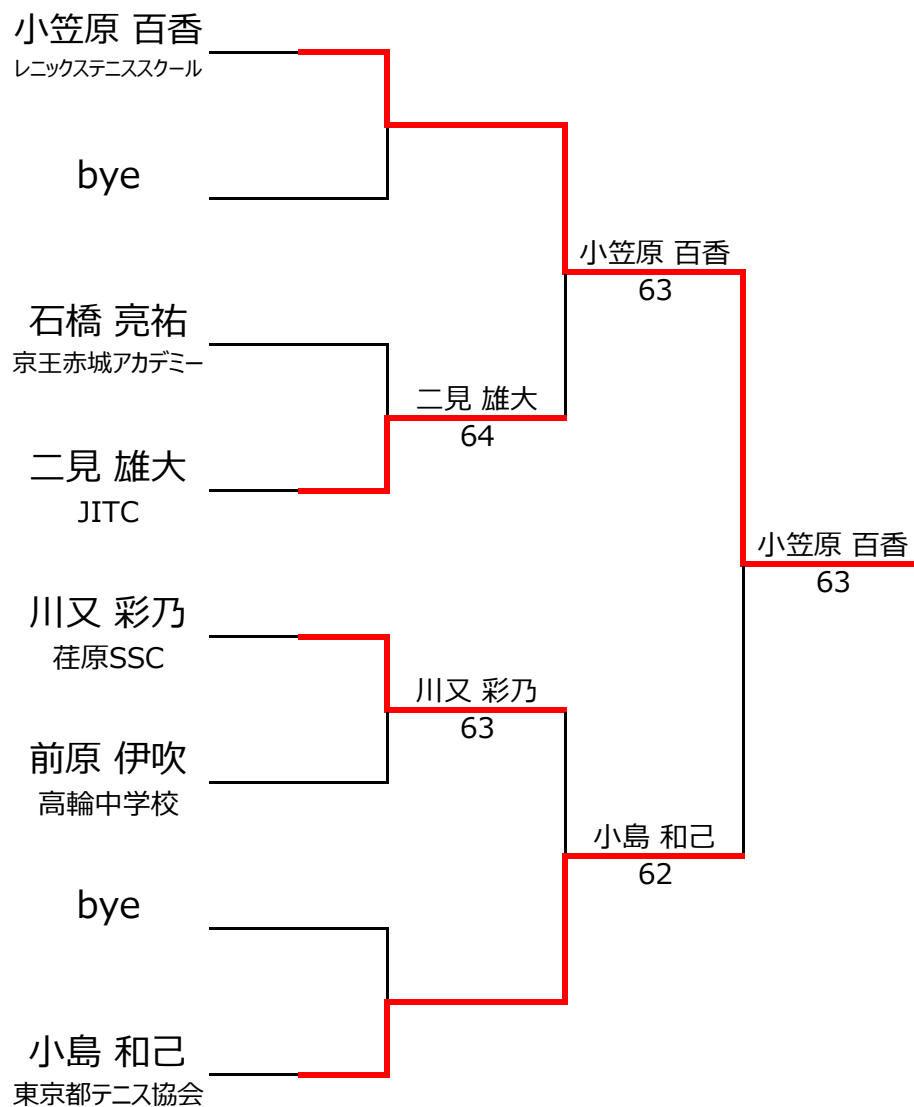 小笠原 百香
レニックステニススクール
bye
石橋 亮祐
京王赤城アカデミー
二見 雄大
JITC
川又 彩乃
荏原SSC
前原 伊吹
高輪中学校
bye
小島 和己
東京都テニス協会
二見 雄大
64
川又 彩乃
63
小笠原 百香
63
小島 和己
62
小笠原 百香
63